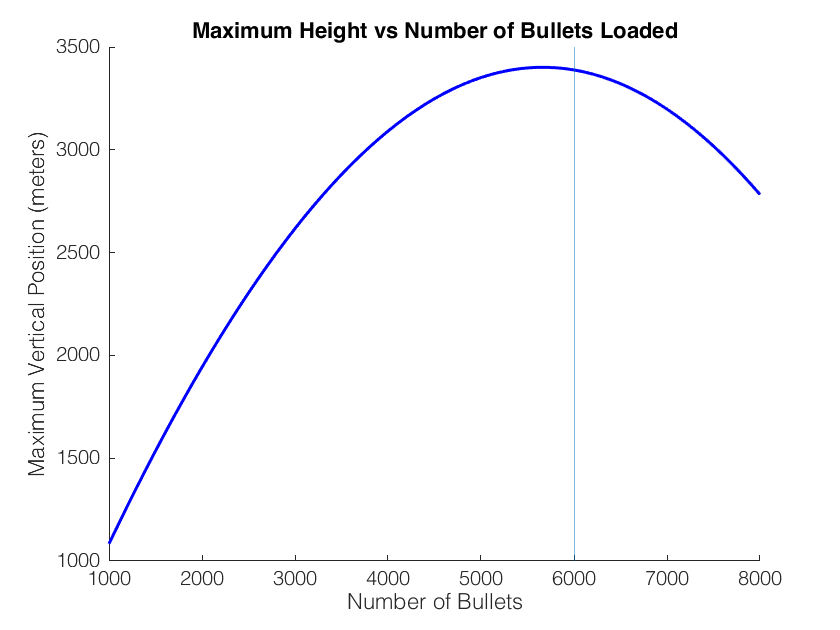 Maximum Height vs Number of Bullets Loaded
3500
3000
2500
2000
1500
1000
Maximum Vertical Position (meters)
1000 2000 3000 4000 5000 6000 7000 8000
Number of Bullets